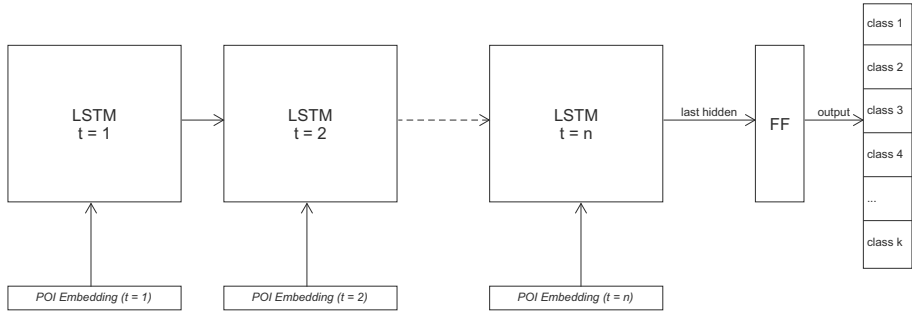 LSTM
t = 1
LSTM
t = 2
LSTM
t = n
last hidden
FF
output
class 1
class 2
class 3
class 4
...
class k
POI Embedding (t = 1)
POI Embedding (t = 2)
POI Embedding (t = n)